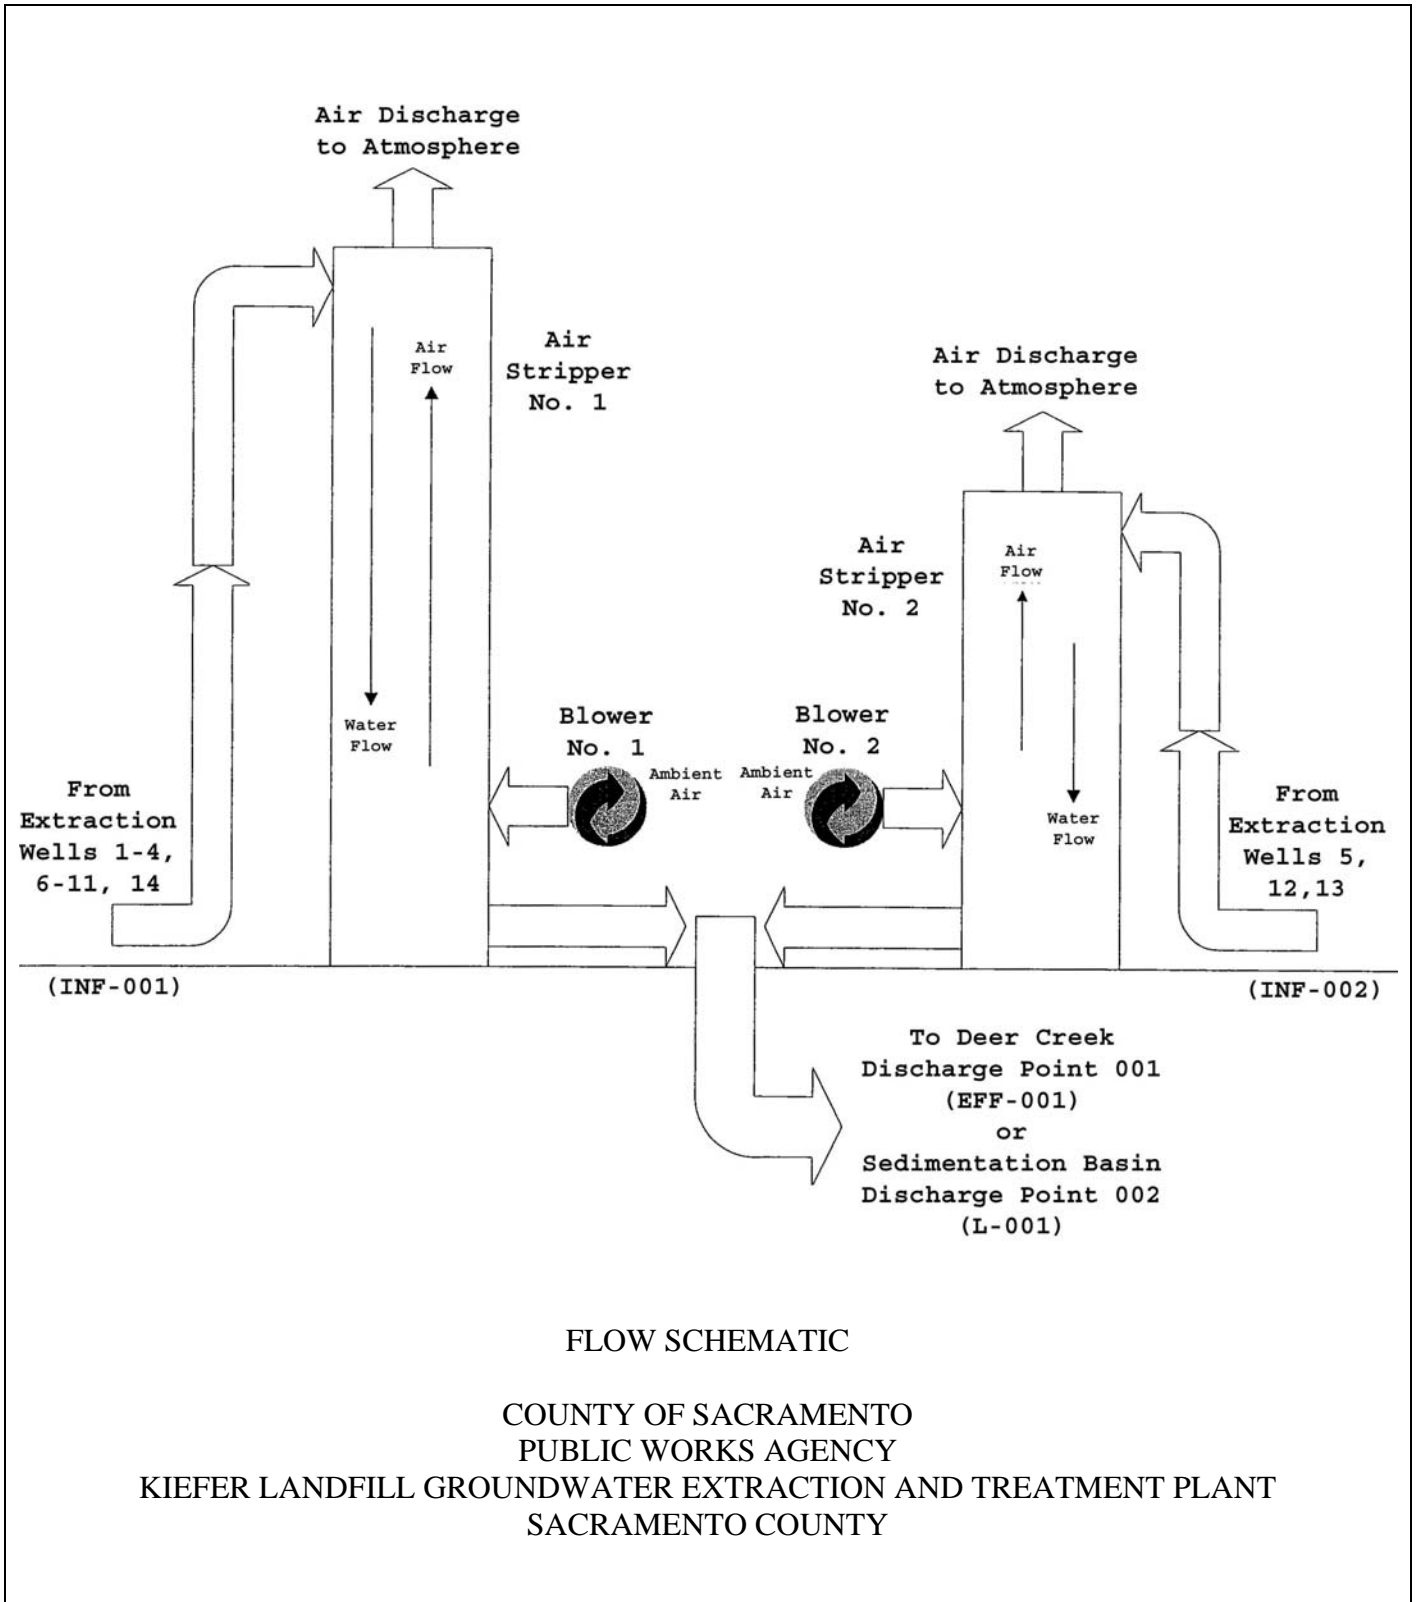 Air Discharge
to Atmosphere
Air
Flow
Air
Stripper
No. 1
Water
Flow
From
Extraction
Wells 1-4,
6-11, 14
(INF-001)
Blower
No. 1
Ambient
Air
Blower
No. 2
Ambient
Air
Air Discharge
to Atmosphere
Air
Stripper
No. 2
Air
Flow
Water
Flow
From
Extraction
Wells 5,
12,13
(INF-002)
To Deer Creek
Discharge Point 001
(EFF-001)
or
Sedimentation Basin
Discharge Point 002
(L-001)
FLOW SCHEMATIC
COUNTY OF SACRAMENTO
PUBLIC WORKS AGENCY
KIEFER LANDFILL GROUNDWATER EXTRACTION AND TREATMENT PLANT
SACRAMENTO COUNTY